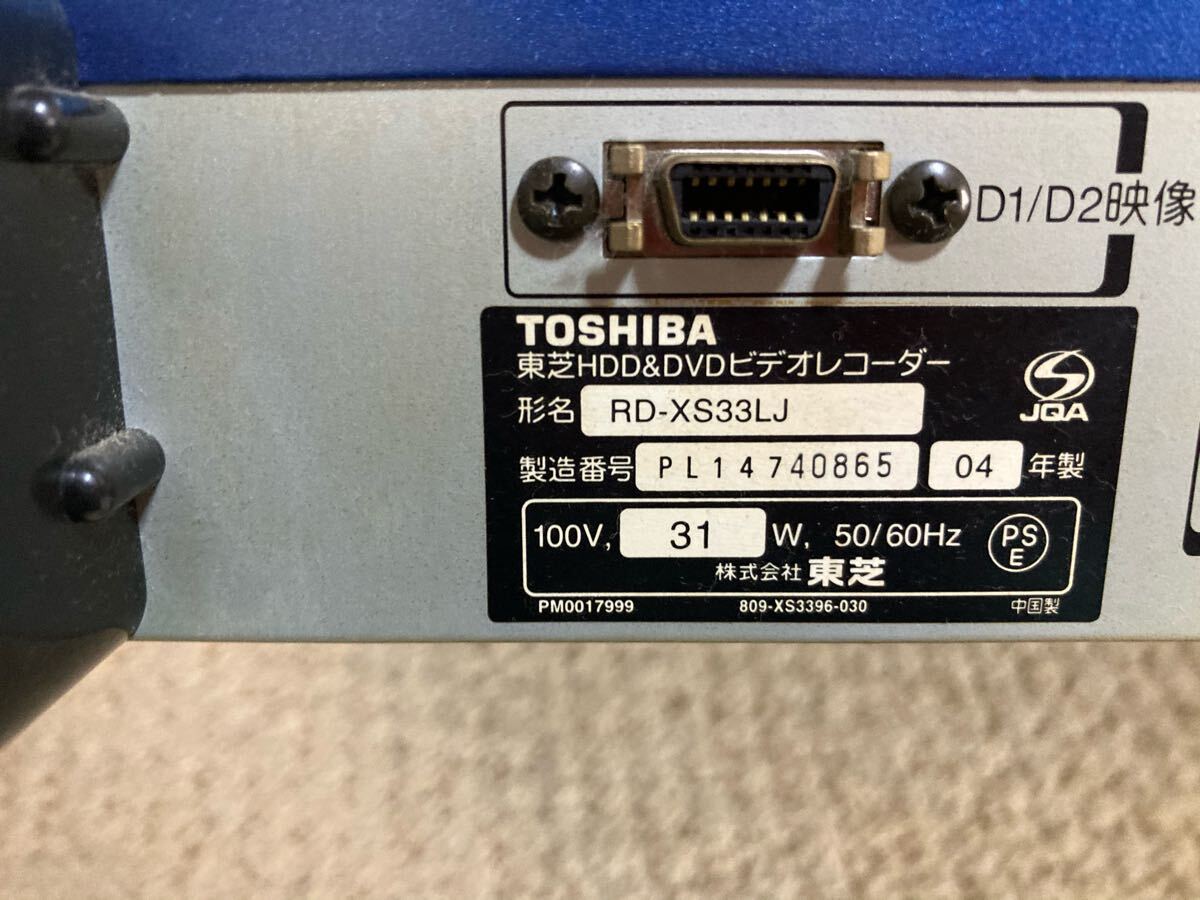 D1/D2映像
TOSHIBA
東芝HDD&DVDビデオレコーダー
JQA
形名 RD-XS33LJ
製造番号 PL14740865 04 年製
100V, 31 W, 50/60Hz PSE
株式会社 東芝
PM0017999 809-XS3396-030 中国製